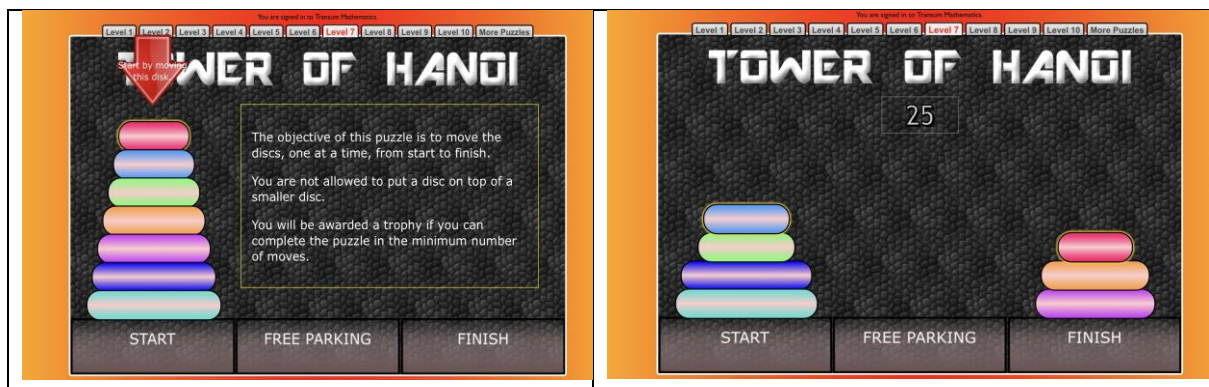 You are signed in to Transum Mathematics.
Level 1 Level 2 Level 3 Level 4 Level 5 Level 6 Level 7 Level 8 Level 9 Level 10 More Puzzles
Start by moving
this disk.
TOWER OF HANOI
The objective of this puzzle is to move the
discs, one at a time, from start to finish.
You are not allowed to put a disc on top of a
smaller disc.
You will be awarded a trophy if you can
complete the puzzle in the minimum number
of moves.
START FREE PARKING FINISH
You are signed in to Transum Mathematics.
Level 1 Level 2 Level 3 Level 4 Level 5 Level 6 Level 7 Level 8 Level 9 Level 10 More Puzzles
TOWER OF HANOI
25
START FREE PARKING FINISH